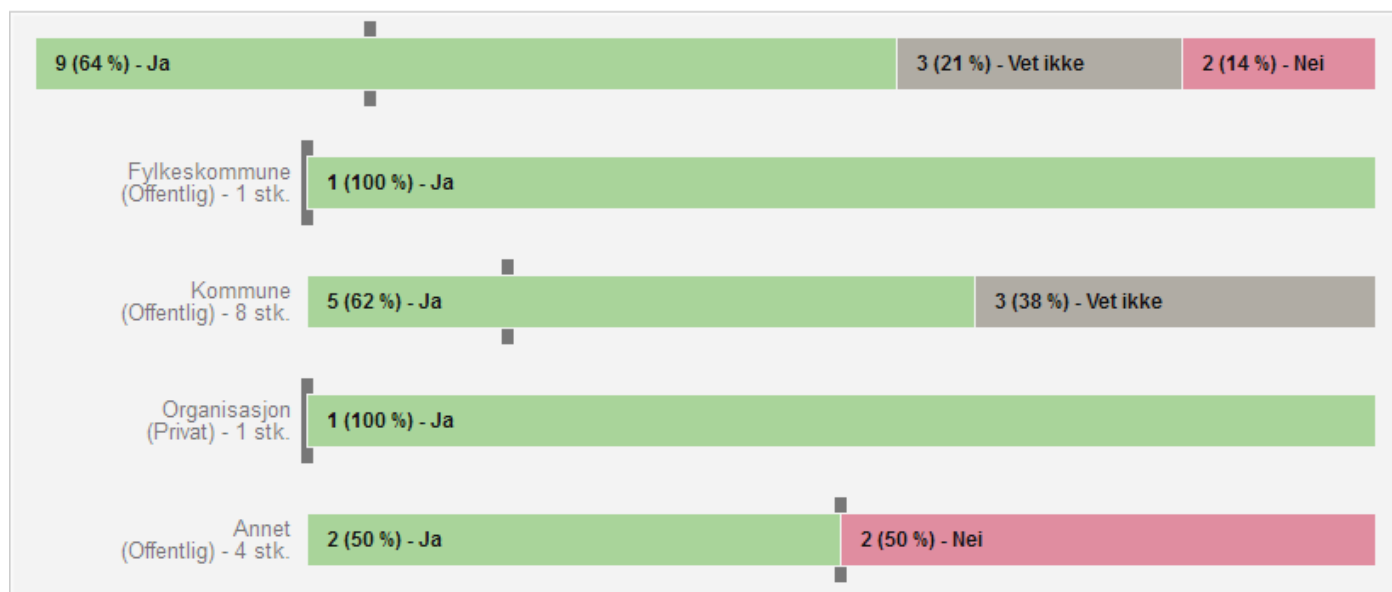 9 (64 %) - Ja
3 (21 %) - Vet ikke
2 (14 %) - Nei
Fylkeskommune
(Offentlig) - 1 stk.
1 (100 %) - Ja
Kommune
(Offentlig) - 8 stk.
5 (62 %) - Ja
3 (38 %) - Vet ikke
Organisasjon
(Privat) - 1 stk.
1 (100 %) - Ja
Annet
(Offentlig) - 4 stk.
2 (50 %) - Ja
2 (50 %) - Nei